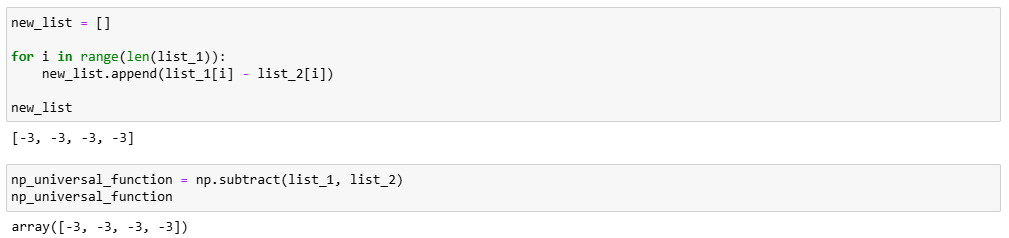 new_list = []
for i in range(len(list_1)):
    new_list.append(list_1[i] - list_2[i])
new_list
[-3, -3, -3, -3]
np_universal_function = np.subtract(list_1, list_2)
np_universal_function
array([-3, -3, -3, -3])